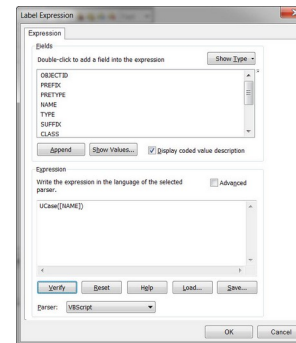 Label Expression
Expression
Fields
Double-click to add a field into the expression
Show Type
OBJECTID
PREFIX
PRETYPE
NAME
TYPE
SUFFIX
CLASS
Append
Show Values...
Display coded value description
Expression
Write the expression in the language of the selected
parser.
Advanced
UCase([NAME])
Verify
Reset
Help
Load...
Save...
Parser:
VBScript
OK
Cancel